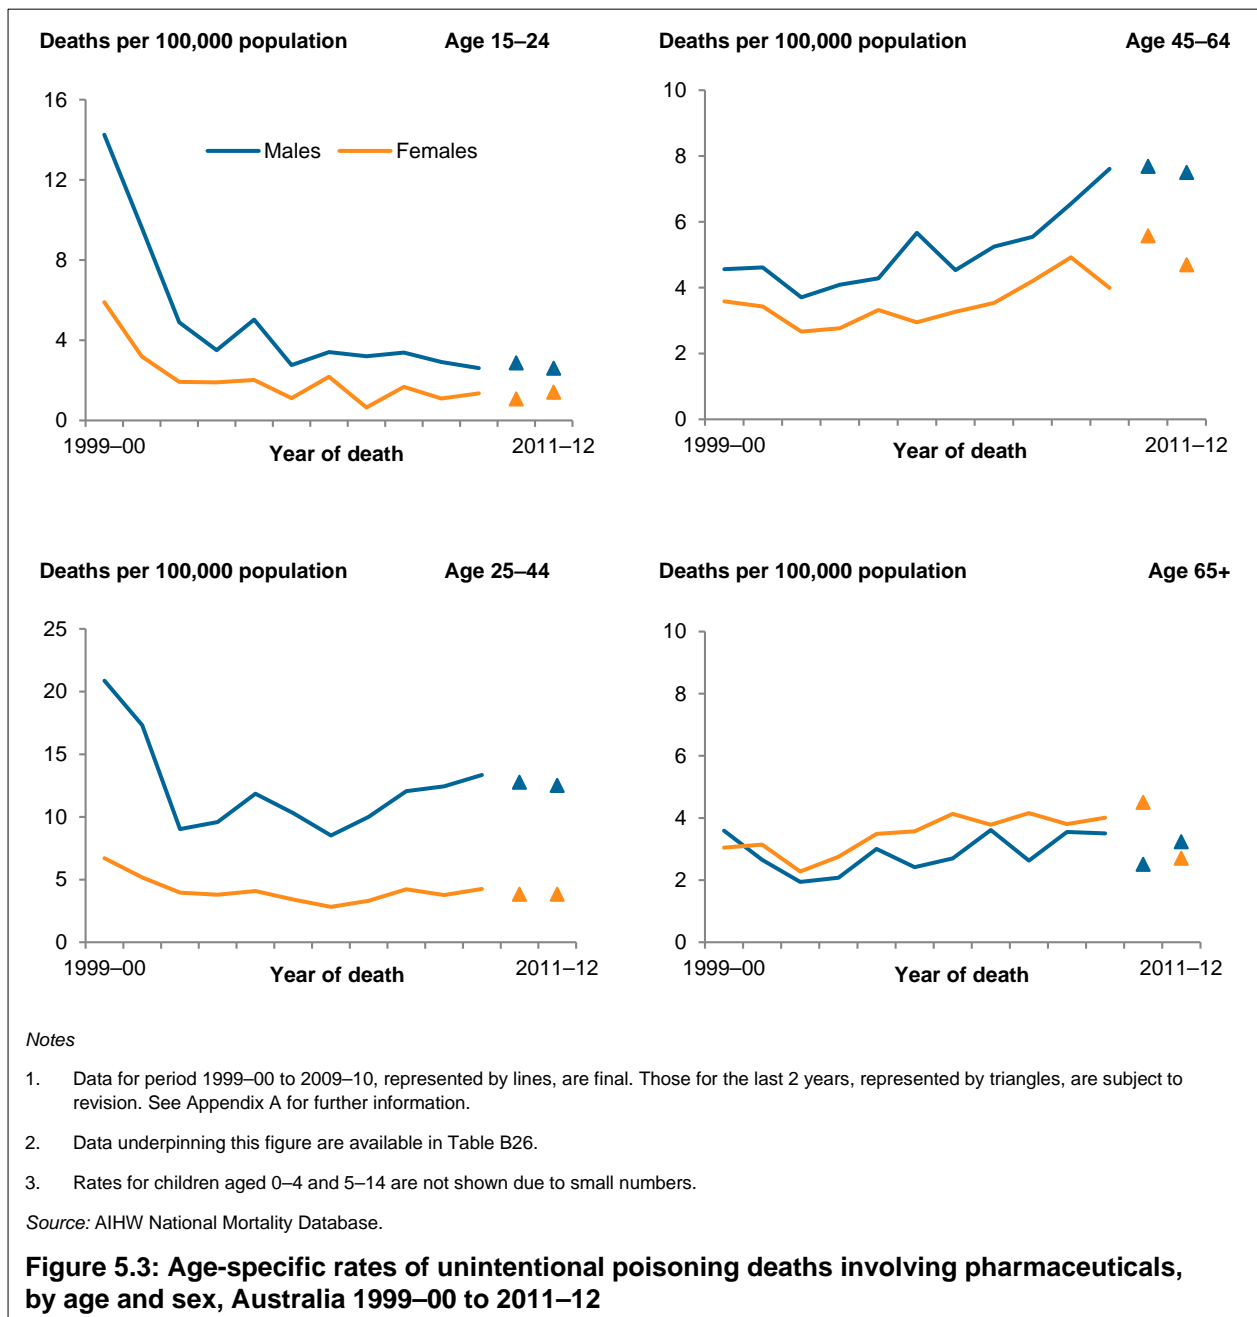 Deaths per 100,000 population Age 15–24
16
12
8
4
0
Males Females
1999–00 Year of death 2011–12
Deaths per 100,000 population Age 45–64
10
8
6
4
2
0
1999–00 Year of death 2011–12
Deaths per 100,000 population Age 25–44
25
20
15
10
5
0
1999–00 Year of death 2011–12
Deaths per 100,000 population Age 65+
10
8
6
4
2
0
1999–00 Year of death 2011–12
Notes
1. Data for period 1999–00 to 2009–10, represented by lines, are final. Those for the last 2 years, represented by triangles, are subject to
revision. See Appendix A for further information.
2. Data underpinning this figure are available in Table B26.
3. Rates for children aged 0–4 and 5–14 are not shown due to small numbers.
Source: AIHW National Mortality Database.
Figure 5.3: Age-specific rates of unintentional poisoning deaths involving pharmaceuticals,
by age and sex, Australia 1999–00 to 2011–12